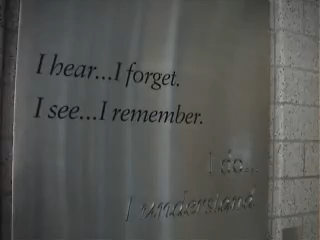 I hear...I forget.
I see...I remember.
I do...
I understand